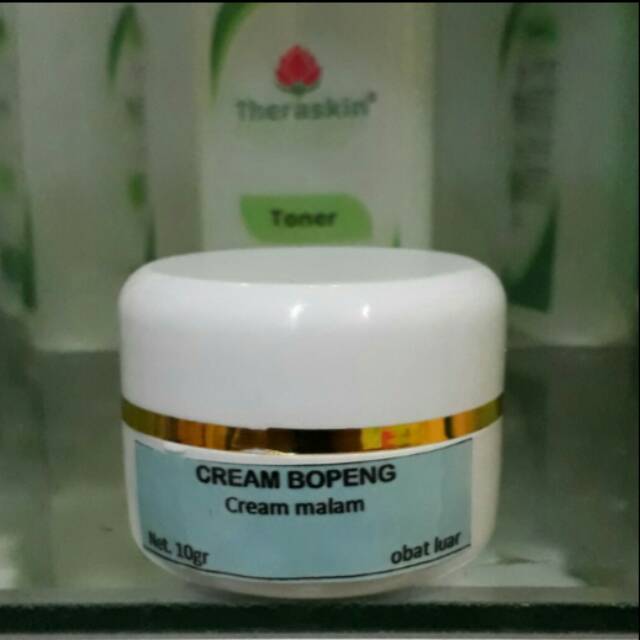 Theraskin®
Toner
CREAM BOPENG
Cream malam
Net. 10gr
obat luar